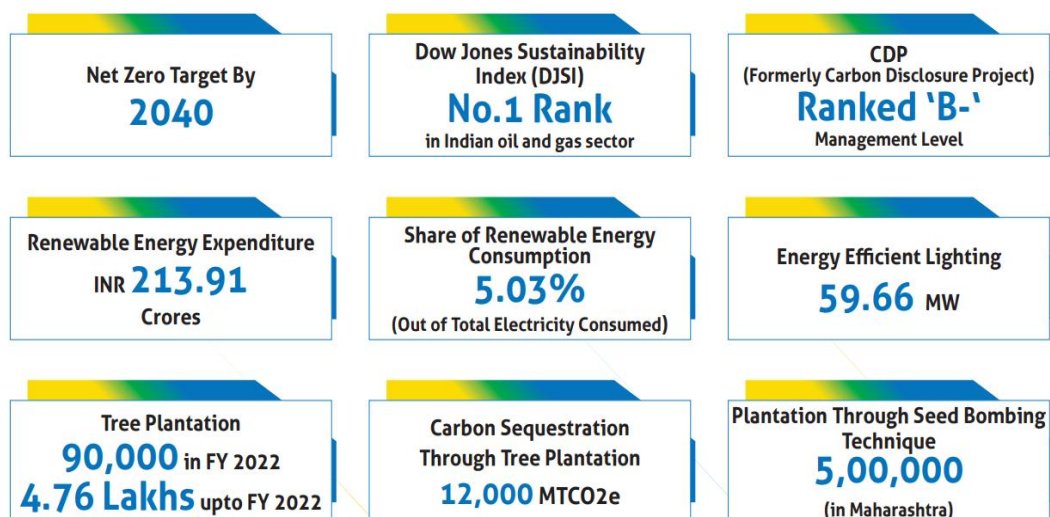 Net Zero Target By
2040
Dow Jones Sustainability
Index (DJSI)
No.1 Rank
in Indian oil and gas sector
CDP
(Formerly Carbon Disclosure Project)
Ranked ‘B-‘
Management Level
Renewable Energy Expenditure
INR 213.91
Crores
Share of Renewable Energy
Consumption
5.03%
(Out of Total Electricity Consumed)
Energy Efficient Lighting
59.66 MW
Tree Plantation
90,000 in FY 2022
4.76 Lakhs upto FY 2022
Carbon Sequestration
Through Tree Plantation
12,000 MTCO2e
Plantation Through Seed Bombing
Technique
5,00,000
(in Maharashtra)